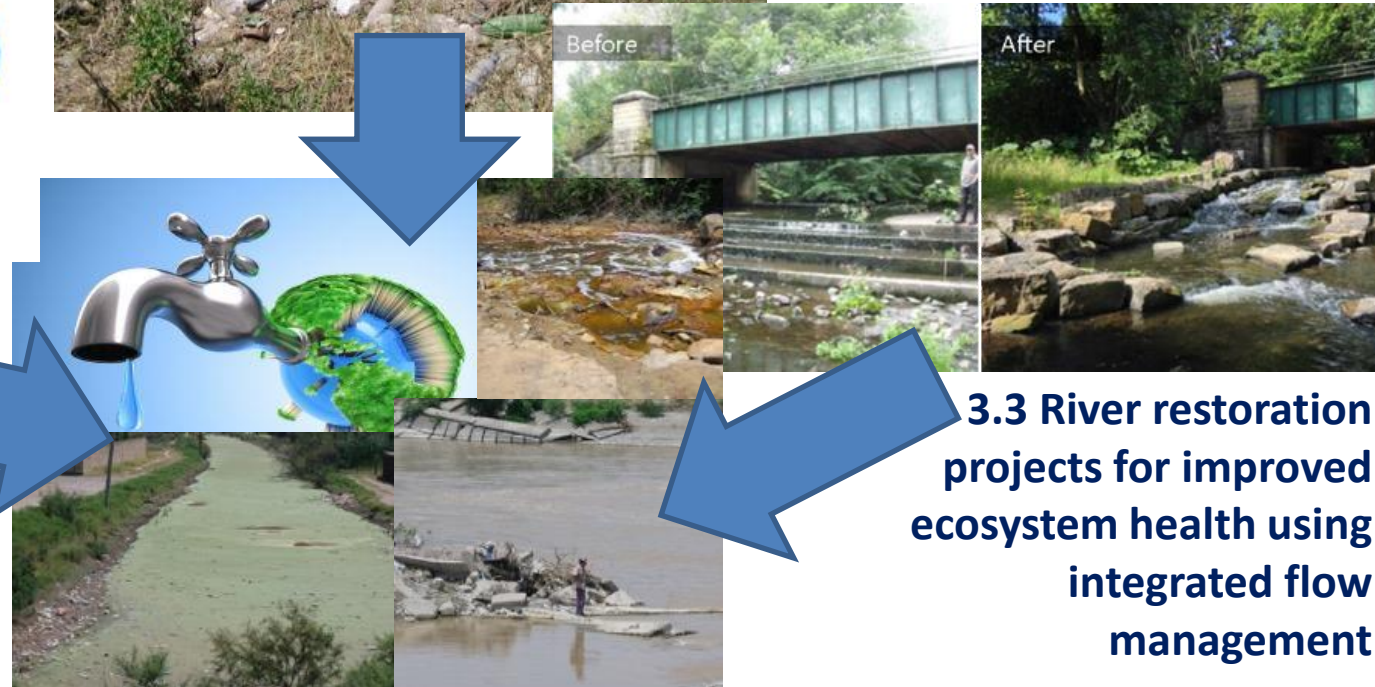 Before
After
3.3 River restoration
projects for improved
ecosystem health using
integrated flow
management